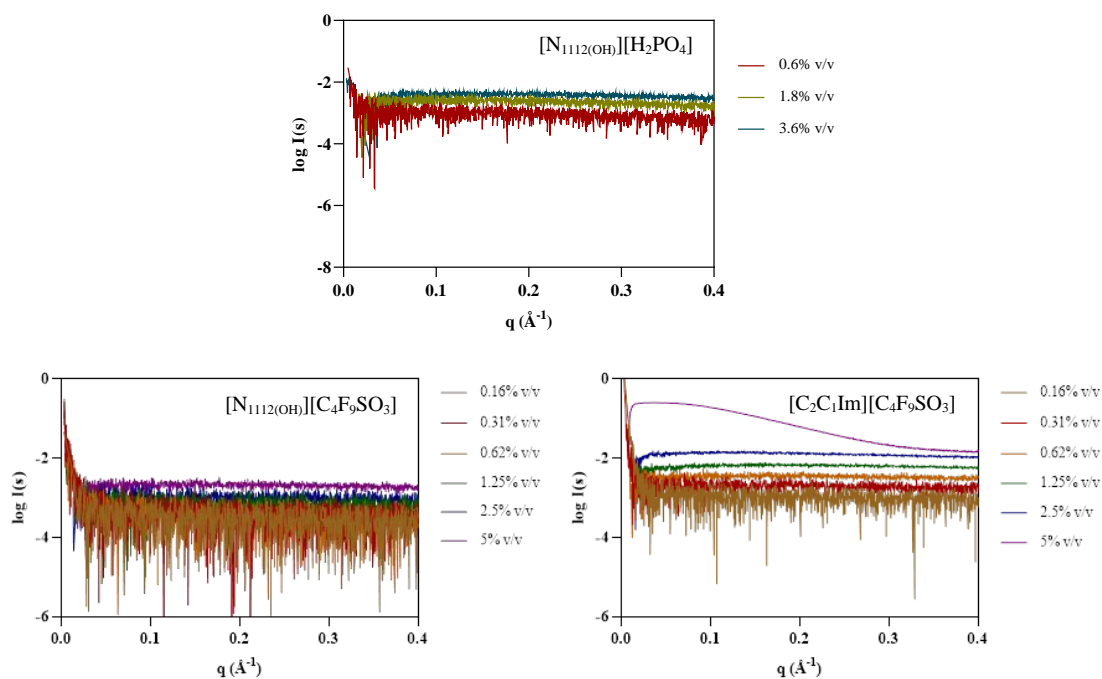 [N1112(OH)][H2PO4]
0.6% v/v
1.8% v/v
3.6% v/v
log I(s)
0
-2
-4
-6
-8
0.0 0.1 0.2 0.3 0.4
q (Å-1)
[N1112(OH)][C4F9SO3]
0.16% v/v
0.31% v/v
0.62% v/v
1.25% v/v
2.5% v/v
5% v/v
log I(s)
0
-2
-4
-6
0.0 0.1 0.2 0.3 0.4
q (Å-1)
[C2C1Im][C4F9SO3]
0.16% v/v
0.31% v/v
0.62% v/v
1.25% v/v
2.5% v/v
5% v/v
log I(s)
0
-2
-4
-6
0.0 0.1 0.2 0.3 0.4
q (Å-1)